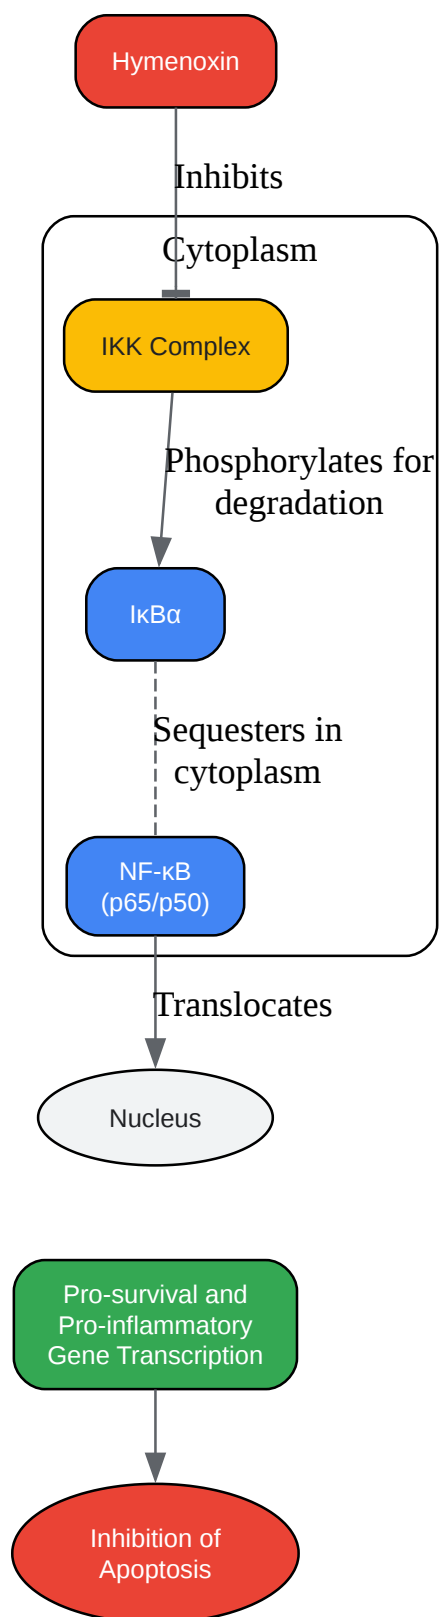 Hymenoxin
Inhibits
Cytoplasm
IKK Complex
Phosphorylates for
degradation
IκBα
Sequesters in
cytoplasm
NF-κB
(p65/p50)
Translocates
Nucleus
Pro-survival and
Pro-inflammatory
Gene Transcription
Inhibition of
Apoptosis